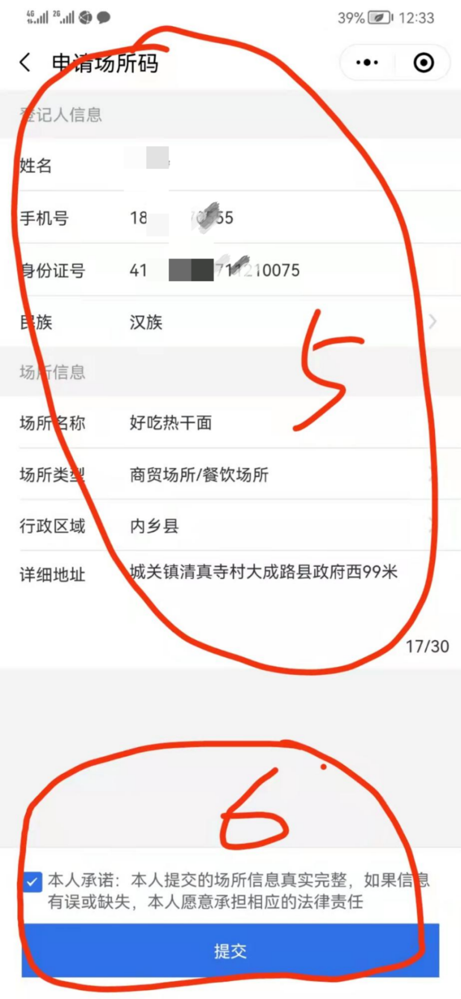 4G 2G 39% 12:33
申请场所码
登记人信息
姓名
手机号 18 55
身份证号 41 10075
民族 汉族
5
场所信息
场所名称 好吃热干面
场所类型 商贸场所/餐饮场所
行政区域 内乡县
详细地址 城关镇清真寺村大成路县政府西99米
17/30
6
本人承诺：本人提交的场所信息真实完整，如果信息
有误或缺失，本人愿意承担相应的法律责任
提交